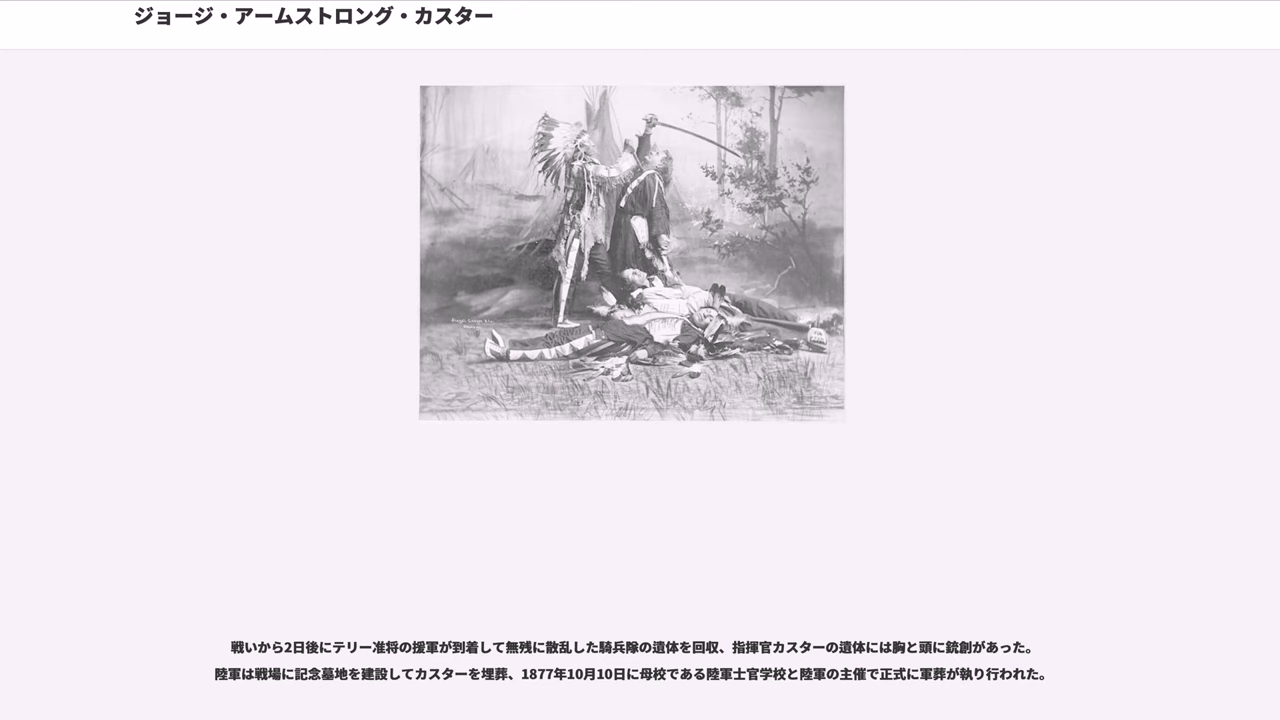 ジョージ・アームストロング・カスター
戦いから2日後にテリー准将の援軍が到着して無残に散乱した騎兵隊の遺体を回収、指揮官カスターの遺体には胸と頭に銃創があった。
陸軍は戦場に記念墓地を建設してカスターを埋葬、1877年10月10日に母校である陸軍士官学校と陸軍の主催で正式に軍葬が執り行われた。